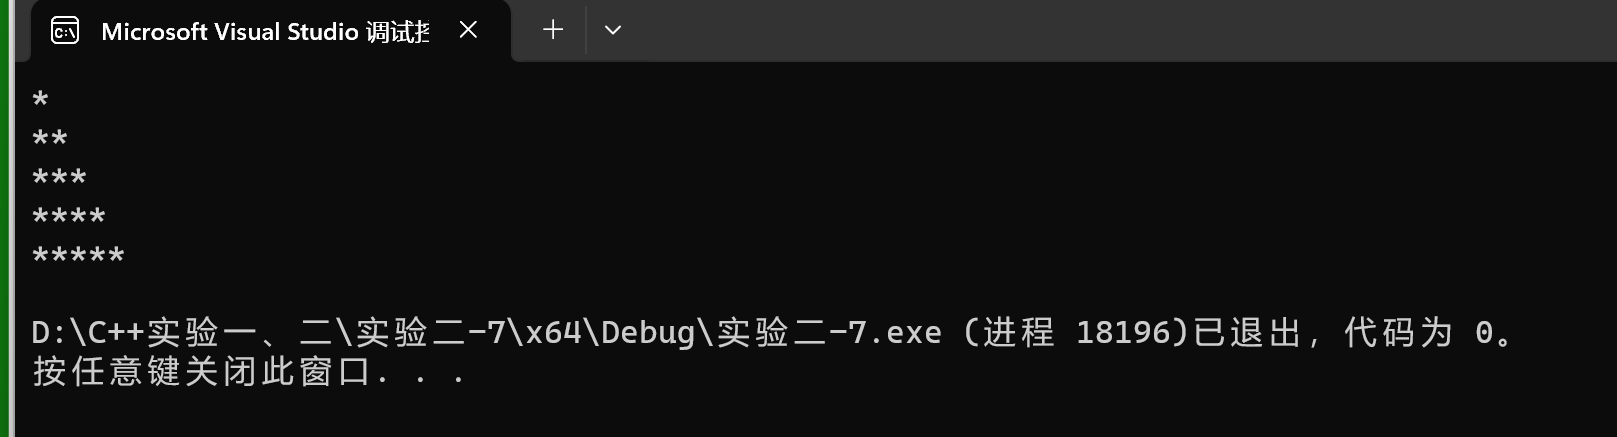 Microsoft Visual Studio 调试
*
**
***
****
*****
D:\C++实验一、二\实验二-7\x64\Debug\实验二-7.exe (进程 18196)已退出，代码为 0。
按任意键关闭此窗口. . .